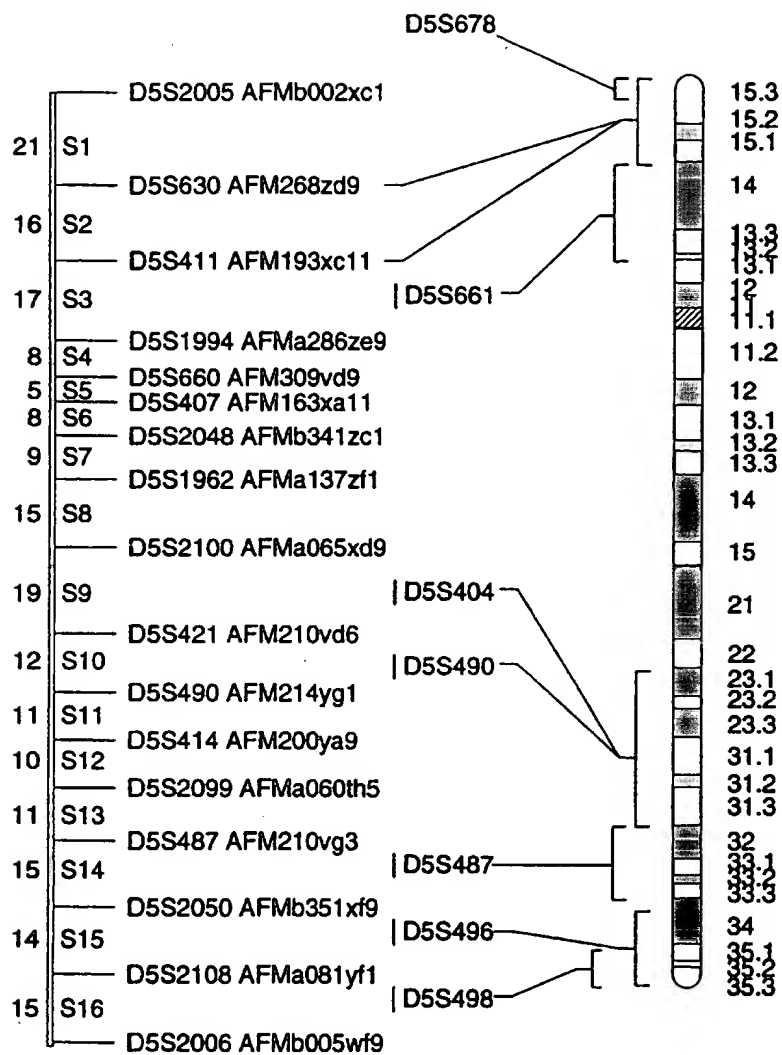 D5S678
D5S2005 AFMb002xc1
21 S1
D5S630 AFM268zd9
16 S2
D5S411 AFM193xc11
17 S3
D5S661
D5S1994 AFMa286ze9
8 S4
D5S660 AFM309vd9
5 S5
D5S407 AFM163xa11
8 S6
D5S2048 AFMb341zc1
9 S7
D5S1962 AFMa137zf1
15 S8
D5S2100 AFMa065xd9
19 S9
D5S404
D5S421 AFM210vd6
12 S10
D5S490
D5S490 AFM214yg1
11 S11
D5S414 AFM200ya9
10 S12
D5S2099 AFMa060th5
11 S13
D5S487 AFM210vg3
15 S14
D5S487
D5S2050 AFMb351xf9
14 S15
D5S496
D5S2108 AFMa081yf1
15 S16
D5S498
D5S2006 AFMb005wf9
15.3
15.2
15.1
14
13.3
13.2
13.1
12
11
11.1
11.2
12
13.1
13.2
13.3
14
15
21
22
23.1
23.2
23.3
31.1
31.2
31.3
32
33.1
33.2
33.3
34
35.1
35.2
35.3